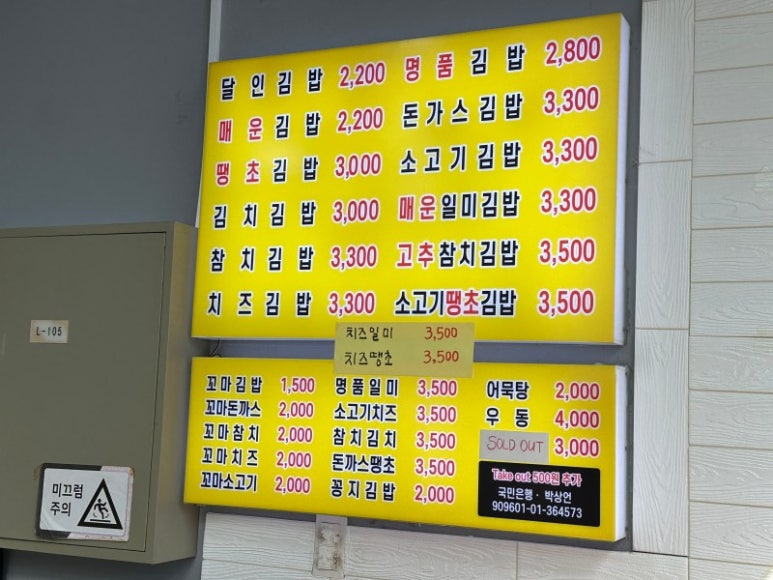 달인김밥 2,200 명품김밥 2,800
매운김밥 2,200 돈가스김밥 3,300
땡초김밥 3,000 소고기김밥 3,300
김치김밥 3,000 매운일미김밥 3,300
참치김밥 3,300 고추참치김밥 3,500
치즈김밥 3,300 소고기땡초김밥 3,500
치즈일미 3,500
치즈땡초 3,500
꼬마김밥 1,500 명품일미 3,500 어묵탕 2,000
꼬마돈까스 2,000 소고기치즈 3,500 우동 4,000
꼬마참치 2,000 참치김치 3,500 SOLD OUT 3,000
꼬마치즈 2,000 돈까스땡초 3,500
꼬마소고기 2,000 꽁지김밥 2,000
Take out 500원 추가
국민은행· 박상언
909601-01-364573
L-105
미끄럼
주의